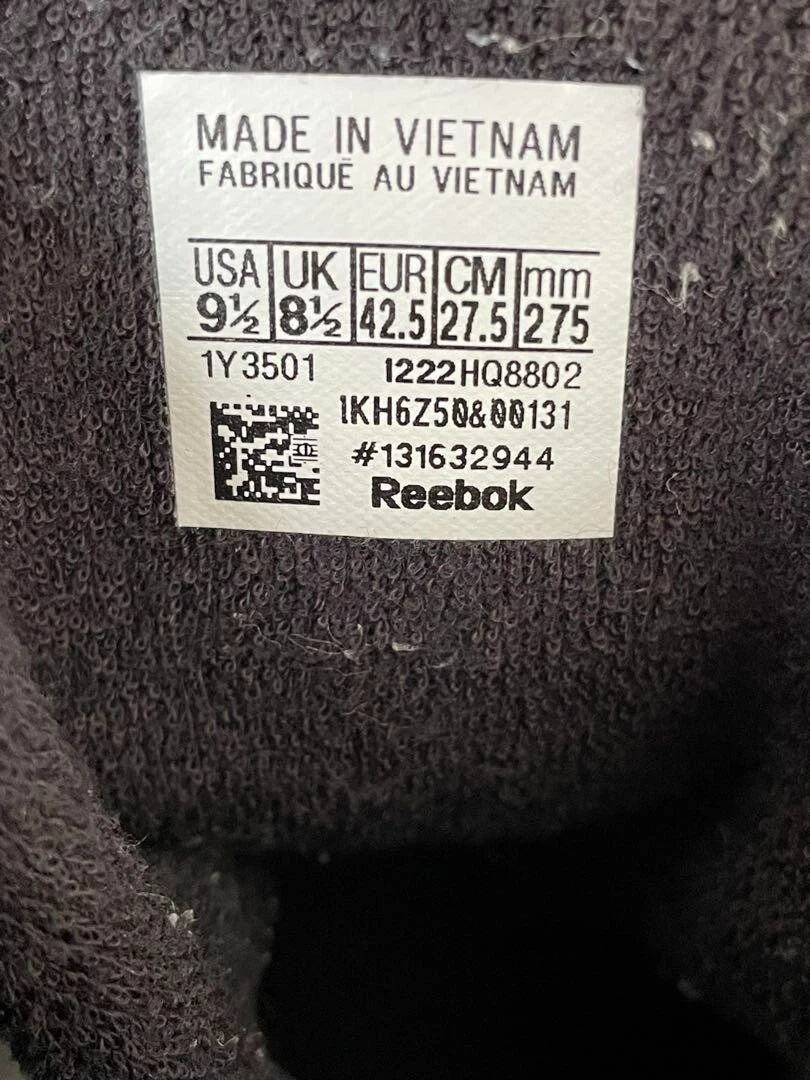 MADE IN VIETNAM
FABRIQUĒ AU VIETNAM
USA UK EUR CM mm
9½ 8½ 42.5 27.5 275
1Y3501 1222HQ8802
1KH6Z50&00131
#131632944
Reebok